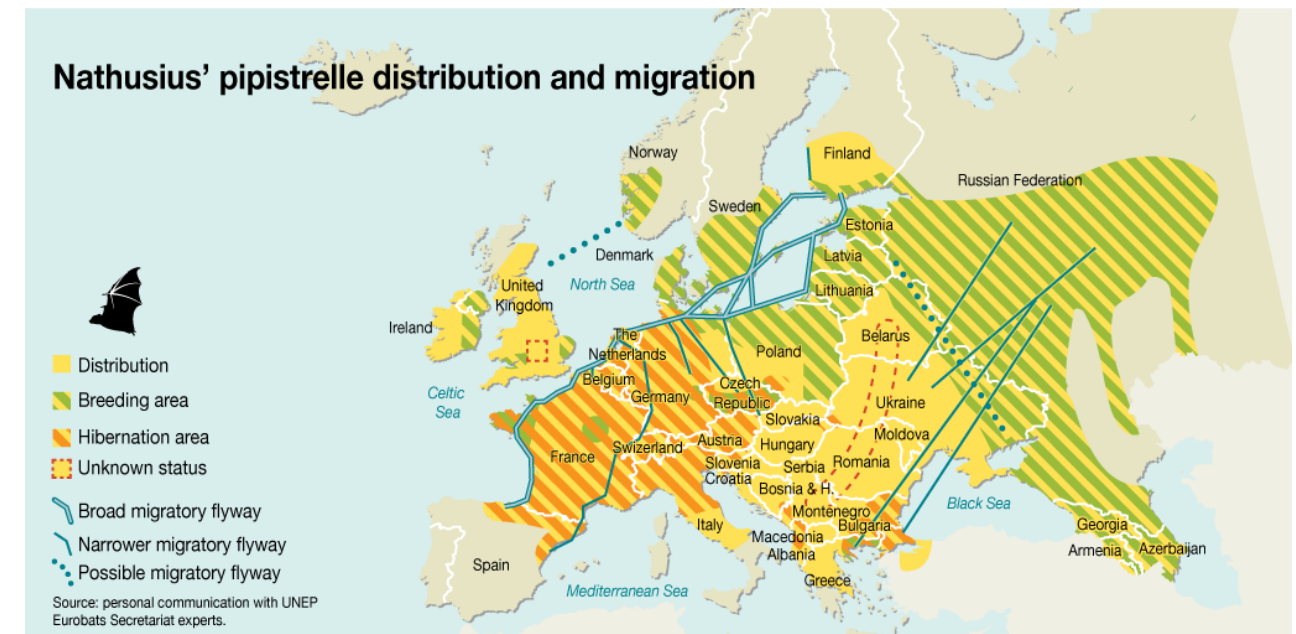 Nathusius’ pipistrelle distribution and migration
Norway
Finland
Russian Federation
Sweden
Estonia
Denmark
Latvia
North Sea
United
Kingdom
Lithuania
Ireland
The
Netherlands
Belarus
Poland
Belgium
Celtic
Sea
Germany
Czech
Republic
Ukraine
Slovakia
Moldova
Swizerland
Austria
Hungary
France
Slovenia
Serbia
Romania
Croatia
Bosnia & H.
Black Sea
Montenegro
Bulgaria
Italy
Georgia
Macedonia
Albania
Armenia
Azerbaijan
Spain
Greece
Mediterranean Sea
Distribution
Breeding area
Hibernation area
Unknown status
Broad migratory flyway
Narrower migratory flyway
Possible migratory flyway
Source: personal communication with UNEP
Eurobats Secretariat experts.